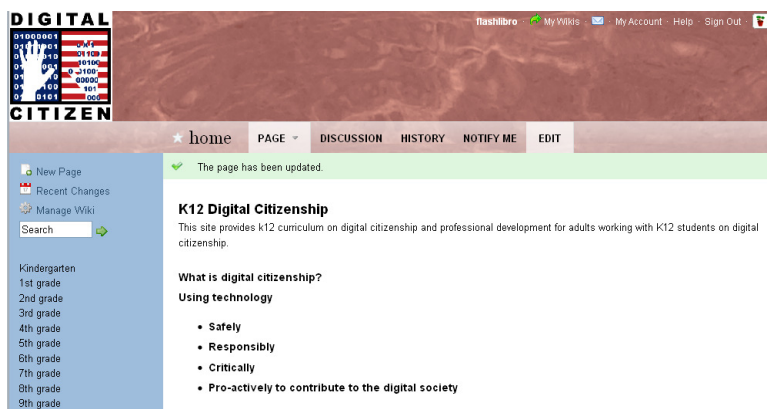 DIGITAL
CITIZEN
flashlibro · My Wikis · My Account · Help · Sign Out ·
home PAGE DISCUSSION HISTORY NOTIFY ME EDIT
New Page
Recent Changes
Manage Wiki
Search
Kindergarten
1st grade
2nd grade
3rd grade
4th grade
5th grade
6th grade
7th grade
8th grade
9th grade
The page has been updated.
K12 Digital Citizenship
This site provides k12 curriculum on digital citizenship and professional development for adults working with K12 students on digital
citizenship.
What is digital citizenship?
Using technology
• Safely
• Responsibly
• Critically
• Pro-actively to contribute to the digital society